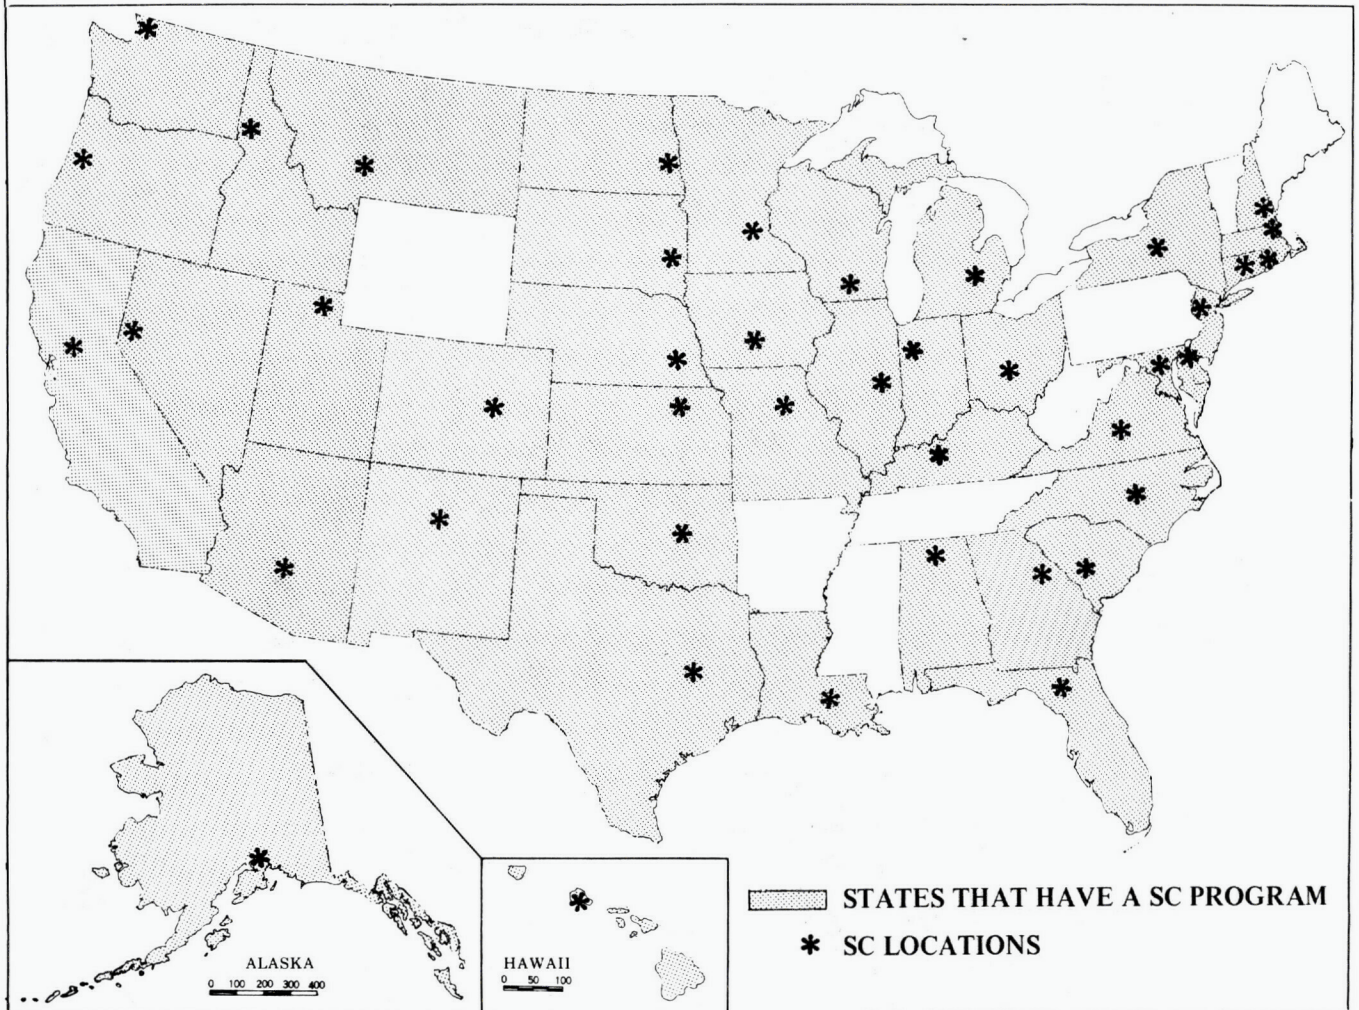 STATES THAT HAVE A SC PROGRAM
SC LOCATIONS
ALASKA
0 100 200 300 400
HAWAII
0 50 100